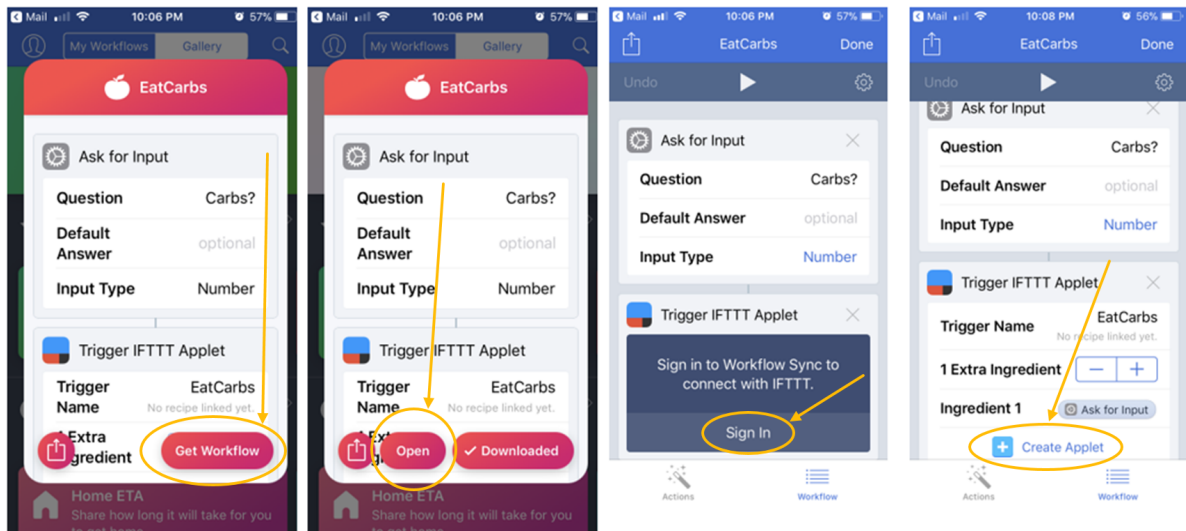 Mail 10:06 PM 57%
My Workflows Gallery
EatCarbs
Ask for Input
Question Carbs?
Default Answer optional
Input Type Number
Trigger IFTTT Applet
Trigger Name EatCarbs
No recipe linked yet.
1 Extra
gredient
Get Workflow
Home ETA
Share how long it will take for you
to get home
Mail 10:06 PM 57%
My Workflows Gallery
EatCarbs
Ask for Input
Question Carbs?
Default Answer optional
Input Type Number
Trigger IFTTT Applet
Trigger Name EatCarbs
No recipe linked yet.
Open
Downloaded
Home ETA
Share how long it will take for you
to get home
Mail 10:06 PM 57%
EatCarbs Done
Undo
Ask for Input
Question Carbs?
Default Answer optional
Input Type Number
Trigger IFTTT Applet
Sign in to Workflow Sync to
connect with IFTTT.
Sign In
Actions Workflow
Mail 10:08 PM 56%
EatCarbs Done
Undo
Ask for Input
Question Carbs?
Default Answer optional
Input Type Number
Trigger IFTTT Applet
Trigger Name EatCarbs
No recipe linked yet.
1 Extra Ingredient
Ingredient 1 Ask for Input
Create Applet
Actions Workflow